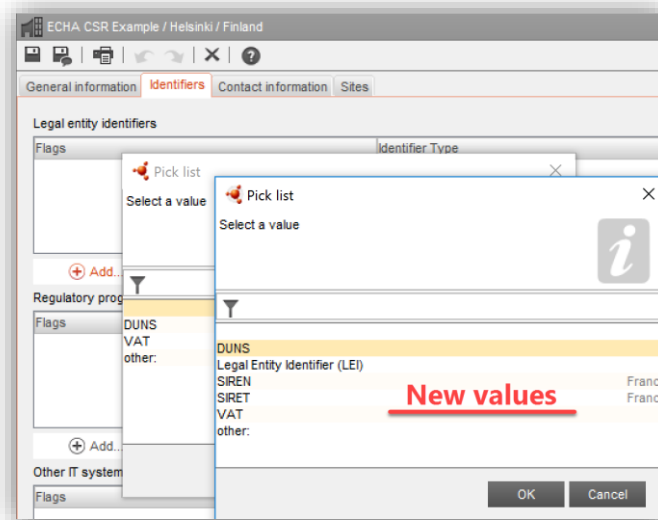 ECHA CSR Example / Helsinki / Finland
General information Identifiers Contact information Sites
Legal entity identifiers
Flags Identifier Type
Pick list
Select a value
Pick list
Select a value
Add...
Regulatory prog
Flags
DUNS
VAT
other:
DUNS
Legal Entity Identifier (LEI)
SIREN Franc
SIRET Franc
VAT
other:
New values
Add...
Other IT system
Flags
OK Cancel